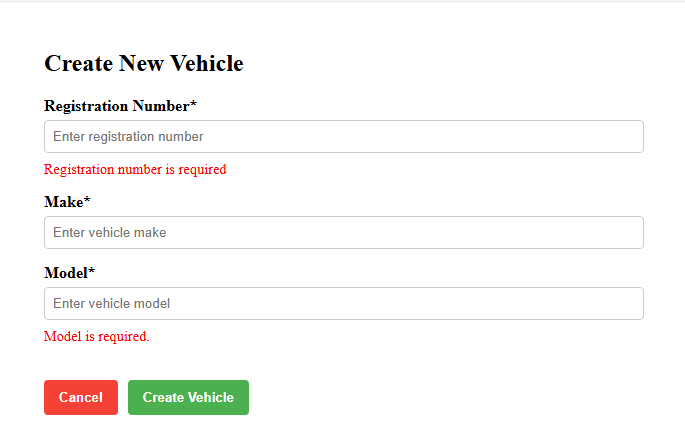 Create New Vehicle
Registration Number*
Enter registration number
Registration number is required
Make*
Enter vehicle make
Model*
Enter vehicle model
Model is required.
Cancel Create Vehicle